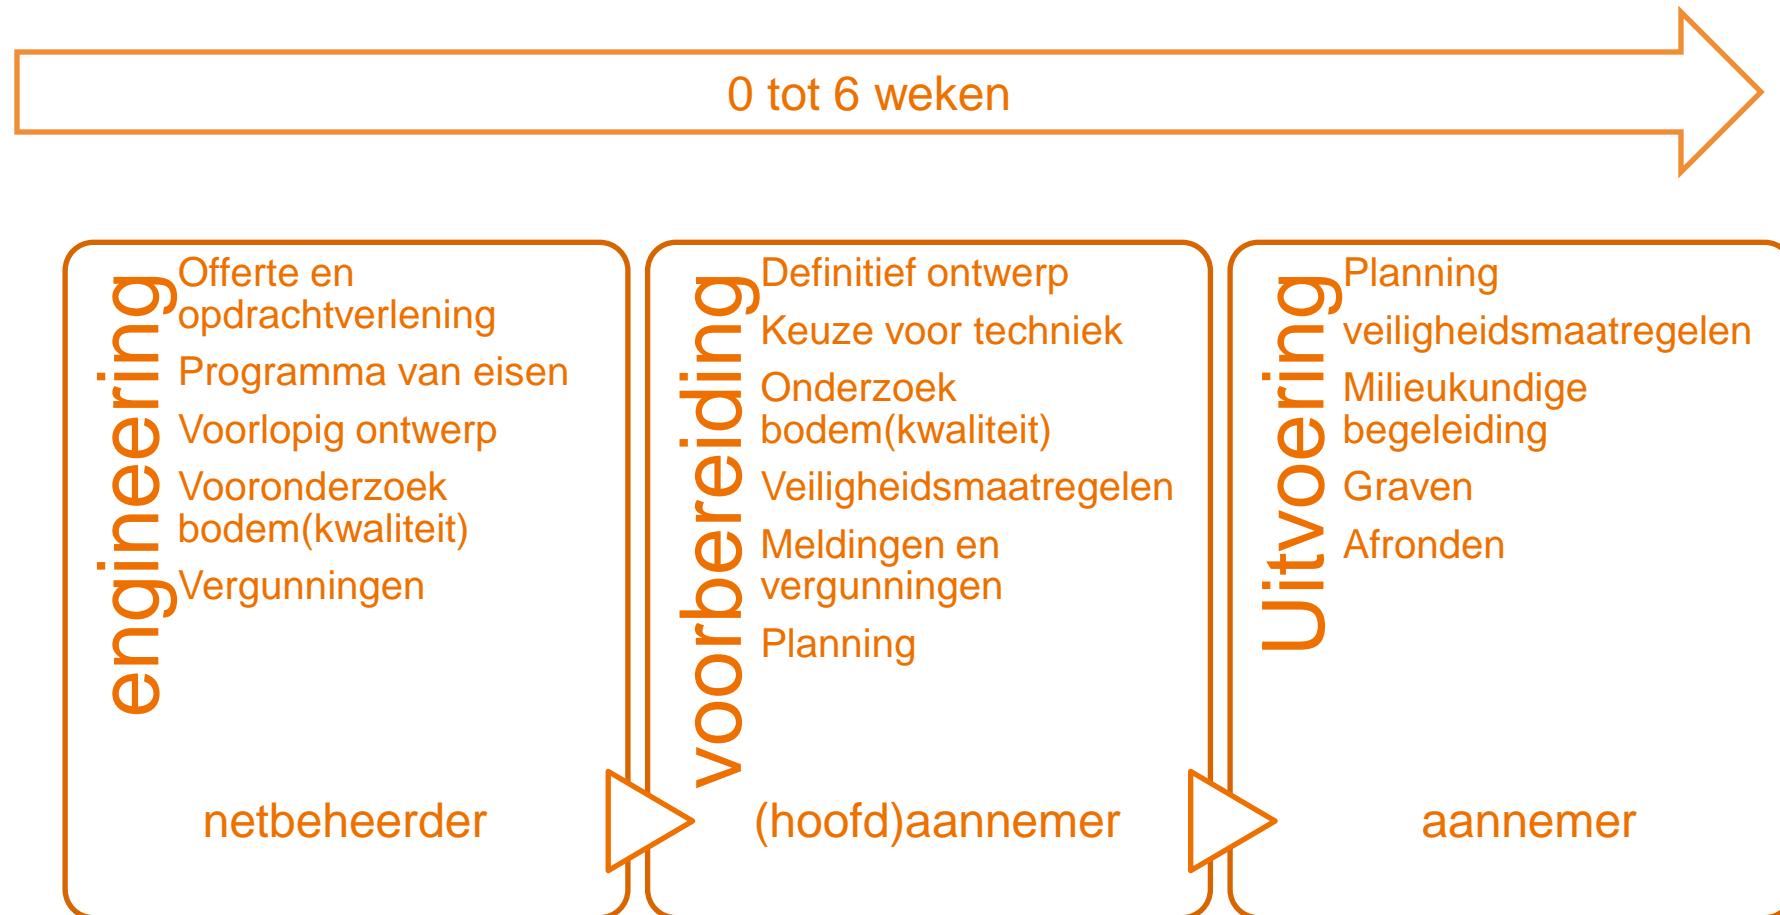 0 tot 6 weken
engineering
Offerte en
opdrachtverlening
Programma van eisen
Voorlopig ontwerp
Vooronderzoek
bodem(kwaliteit)
Vergunningen
netbeheerder
voorbereiding
Definitief ontwerp
Keuze voor techniek
Onderzoek
bodem(kwaliteit)
Veiligheidsmaatregelen
Meldingen en
vergunningen
Planning
(hoofd)aannemer
Uitvoering
Planning
veiligheidsmaatregelen
Milieukundige
begeleiding
Graven
Afronden
aannemer